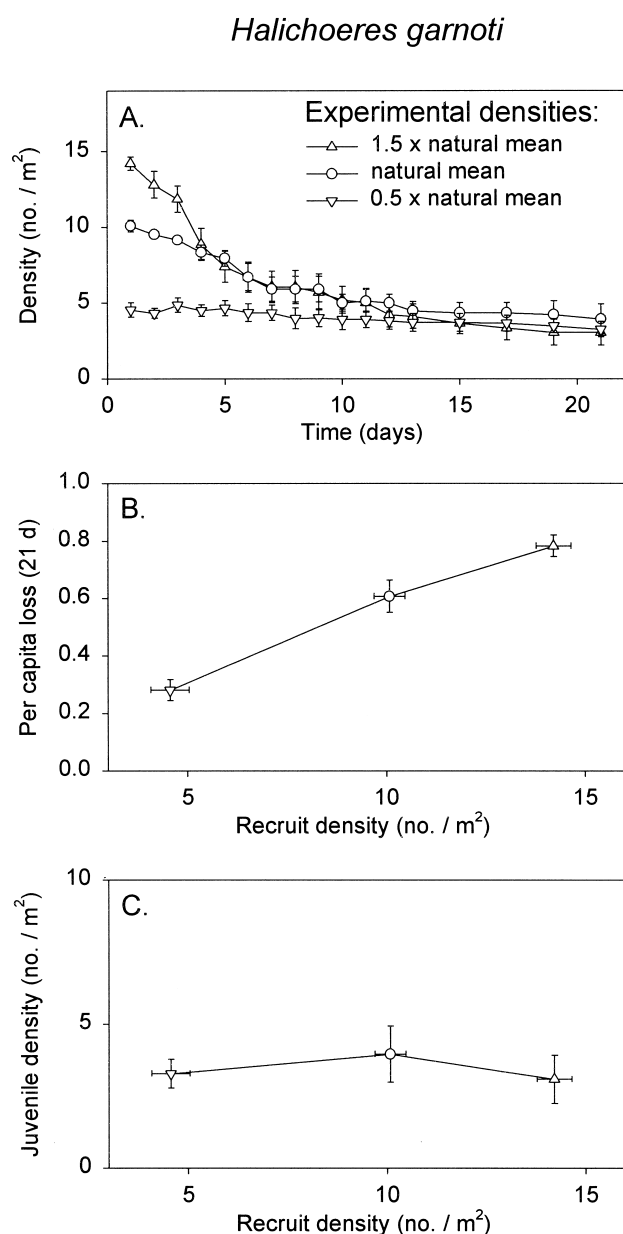 Halichoeres garnoti
A.
Experimental densities:
1.5 x natural mean
natural mean
0.5 x natural mean
Density (no. / m²)
15
10
5
0
0 5 10 15 20
Time (days)
B.
Per capita loss (21 d)
1.0
0.8
0.6
0.4
0.2
0.0
5 10 15
Recruit density (no. / m²)
C.
Juvenile density (no. / m²)
10
5
0
5 10 15
Recruit density (no. / m²)